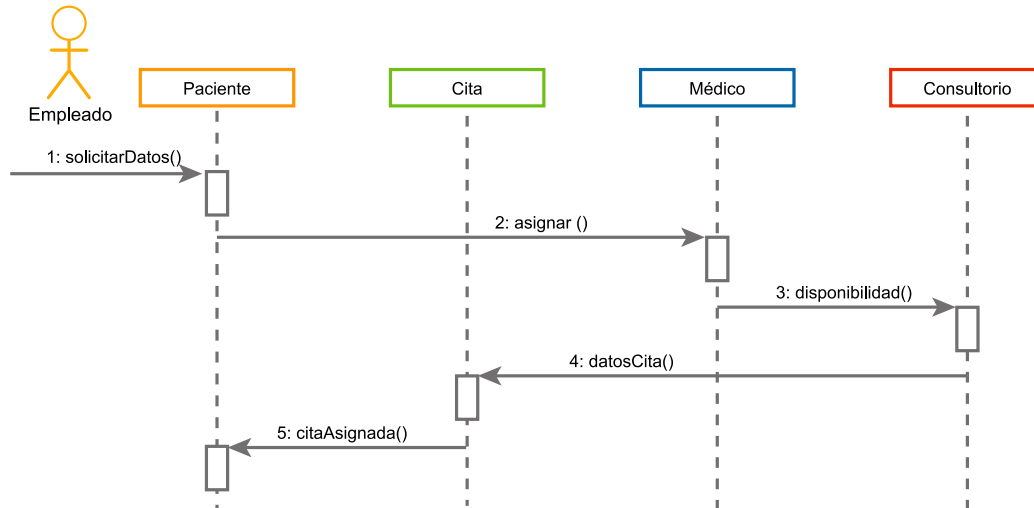 Empleado
Paciente
Cita
Médico
Consultorio
1: solicitarDatos()
2: asignar ()
3: disponibilidad()
4: datosCita()
5: citaAsignada()